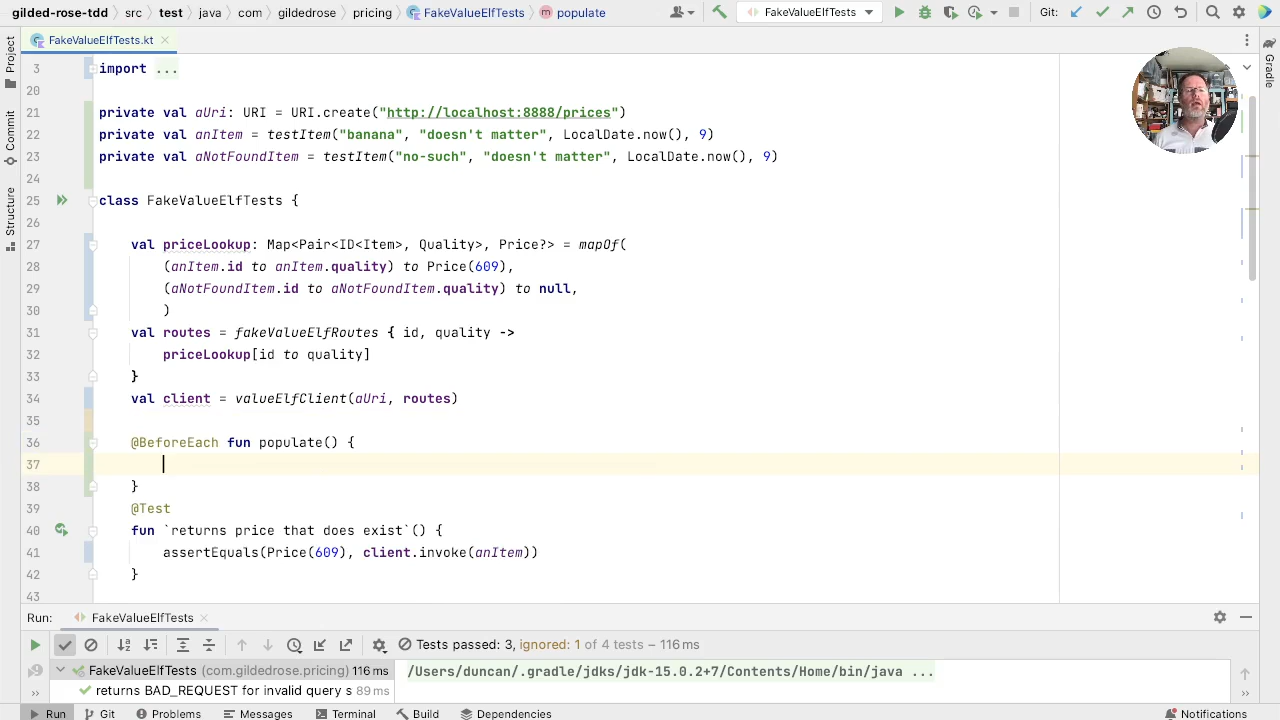 gilded-rose-tdd › src › test › java › com › gildedrose › pricing › FakeValueElfTests › populate
FakeValueElfTests
Git:
FakeValueElfTests.kt
Project
Commit
Structure
Gradle
3 import ...
20
21 private val aUri: URI = URI.create("http://localhost:8888/prices")
22 private val anItem = testItem("banana", "doesn't matter", LocalDate.now(), 9)
23 private val aNotFoundItem = testItem("no-such", "doesn't matter", LocalDate.now(), 9)
24
25 class FakeValueElfTests {
26
27 val priceLookup: Map<Pair<ID<Item>, Quality>, Price?> = mapOf(
28 (anItem.id to anItem.quality) to Price(609),
29 (aNotFoundItem.id to aNotFoundItem.quality) to null,
30 )
31 val routes = fakeValueElfRoutes { id, quality ->
32 priceLookup[id to quality]
33 }
34 val client = valueElfClient(aUri, routes)
35
36 @BeforeEach fun populate() {
37
38 }
39 @Test
40 fun `returns price that does exist`() {
41 assertEquals(Price(609), client.invoke(anItem))
42 }
43
Run: FakeValueElfTests
Tests passed: 3, ignored: 1 of 4 tests – 116 ms
FakeValueElfTests (com.gildedrose.pricing) 116 ms
returns BAD_REQUEST for invalid query s 89 ms
/Users/duncan/.gradle/jdks/jdk-15.0.2+7/Contents/Home/bin/java ...
Run Git Problems Messages Terminal Build Dependencies Notifications